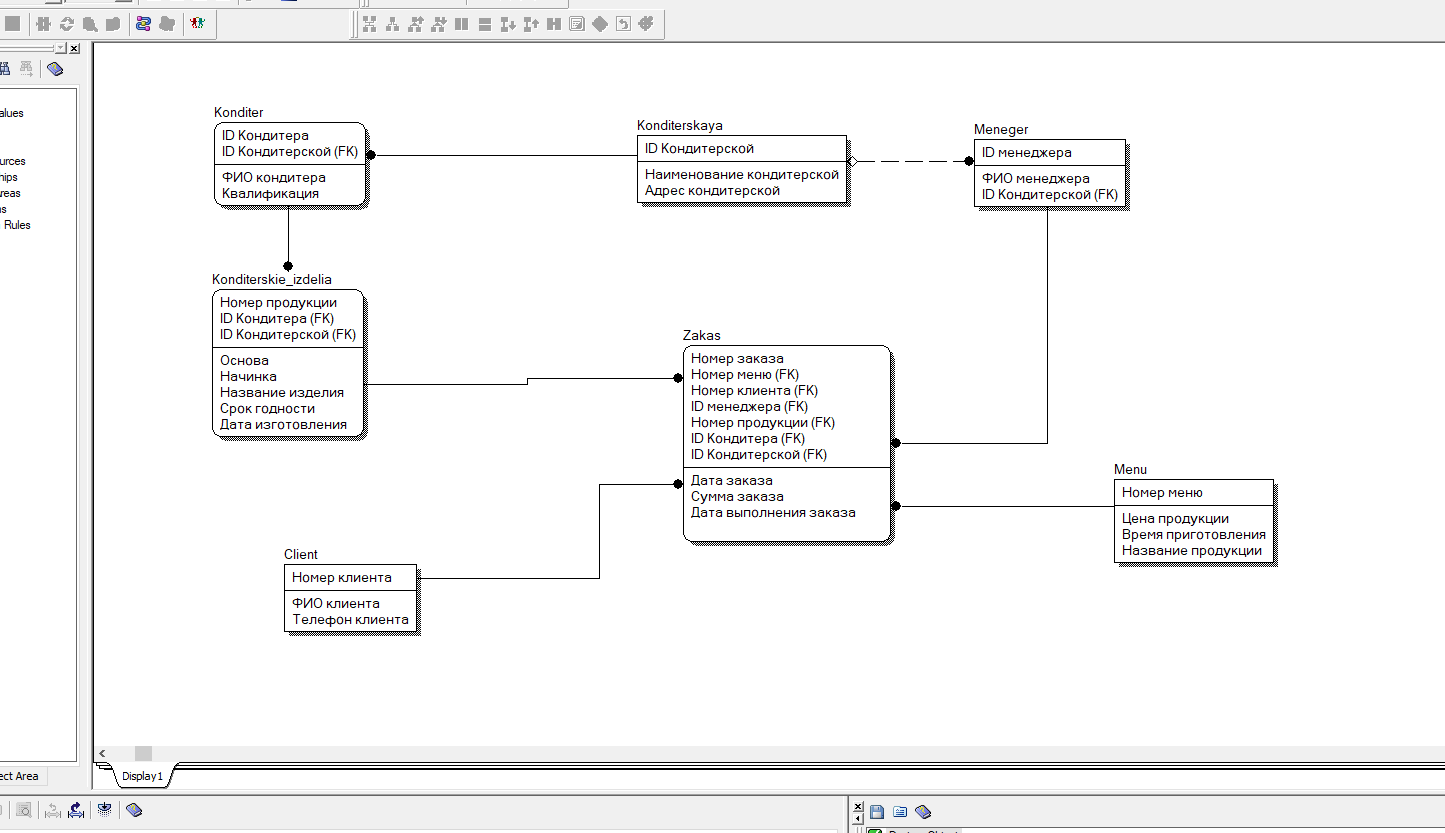 alues
urces
hips
reas
s
Rules
ect Area
Konditer
ID Кондитера
ID Кондитерской (FK)
ФИО кондитера
Квалификация
Konditerskaya
ID Кондитерской
Наименование кондитерской
Адрес кондитерской
Meneger
ID менеджера
ФИО менеджера
ID Кондитерской (FK)
Konditerskie_izdelia
Номер продукции
ID Кондитера (FK)
ID Кондитерской (FK)
Основа
Начинка
Название изделия
Срок годности
Дата изготовления
Zakas
Номер заказа
Номер меню (FK)
Номер клиента (FK)
ID менеджера (FK)
Номер продукции (FK)
ID Кондитера (FK)
ID Кондитерской (FK)
Дата заказа
Сумма заказа
Дата выполнения заказа
Menu
Номер меню
Цена продукции
Время приготовления
Название продукции
Client
Номер клиента
ФИО клиента
Телефон клиента
Display1